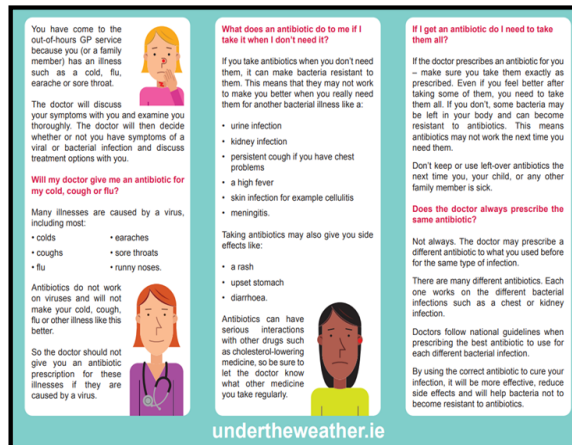 You have come to the
out-of-hours GP service
because you (or a family
member) has an illness
such as a cold, flu,
earache or sore throat.
The doctor will discuss
your symptoms with you and examine you
thoroughly. The doctor will then decide
whether or not you have symptoms of a
viral or bacterial infection and discuss
treatment options with you.
Will my doctor give me an antibiotic for
my cold, cough or flu?
Many illnesses are caused by a virus,
including most:
• colds • earaches
• coughs • sore throats
• flu • runny noses.
Antibiotics do not work
on viruses and will not
make your cold, cough,
flu or other illness like this
better.
So the doctor should not
give you an antibiotic
prescription for these
illnesses if they are
caused by a virus.
What does an antibiotic do to me if I
take it when I don't need it?
If you take antibiotics when you don't need
them, it can make bacteria resistant to
them. This means that they may not work
to make you better when you really need
them for another bacterial illness like a:
• urine infection
• kidney infection
• persistent cough if you have chest
problems
• a high fever
• skin infection for example cellulitis
• meningitis.
Taking antibiotics may also give you side
effects like:
• a rash
• upset stomach
• diarrhoea.
Antibiotics can have
serious interactions
with other drugs such
as cholesterol-lowering
medicine, so be sure to
let the doctor know
what other medicine
you take regularly.
If I get an antibiotic do I need to take
them all?
If the doctor prescribes an antibiotic for you
– make sure you take them exactly as
prescribed. Even if you feel better after
taking some of them, you need to take
them all. If you don't, some bacteria may
be left in your body and can become
resistant to antibiotics. This means
antibiotics may not work the next time you
need them.
Don't keep or use left-over antibiotics the
next time you, your child, or any other
family member is sick.
Does the doctor always prescribe the
same antibiotic?
Not always. The doctor may prescribe a
different antibiotic to what you used before
for the same type of infection.
There are many different antibiotics. Each
one works on the different bacterial
infections such as a chest or kidney
infection.
Doctors follow national guidelines when
prescribing the best antibiotic to use for
each different bacterial infection.
By using the correct antibiotic to cure your
infection, it will be more effective, reduce
side effects and will help bacteria not to
become resistant to antibiotics.
undertheweather.ie